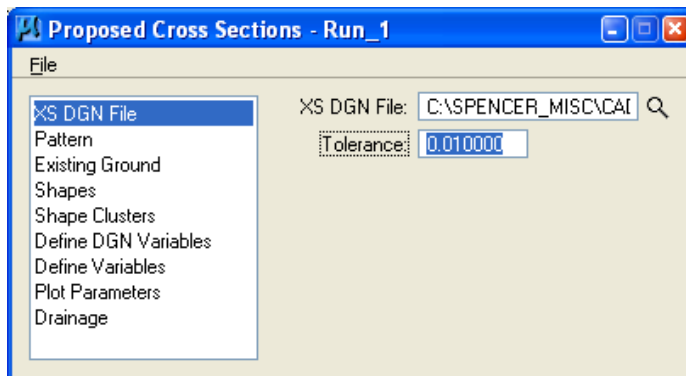 Proposed Cross Sections - Run_1
File
XS DGN File
Pattern
Existing Ground
Shapes
Shape Clusters
Define DGN Variables
Define Variables
Plot Parameters
Drainage
XS DGN File: C:\SPENCER_MISC\CAD
Tolerance: 0.010000